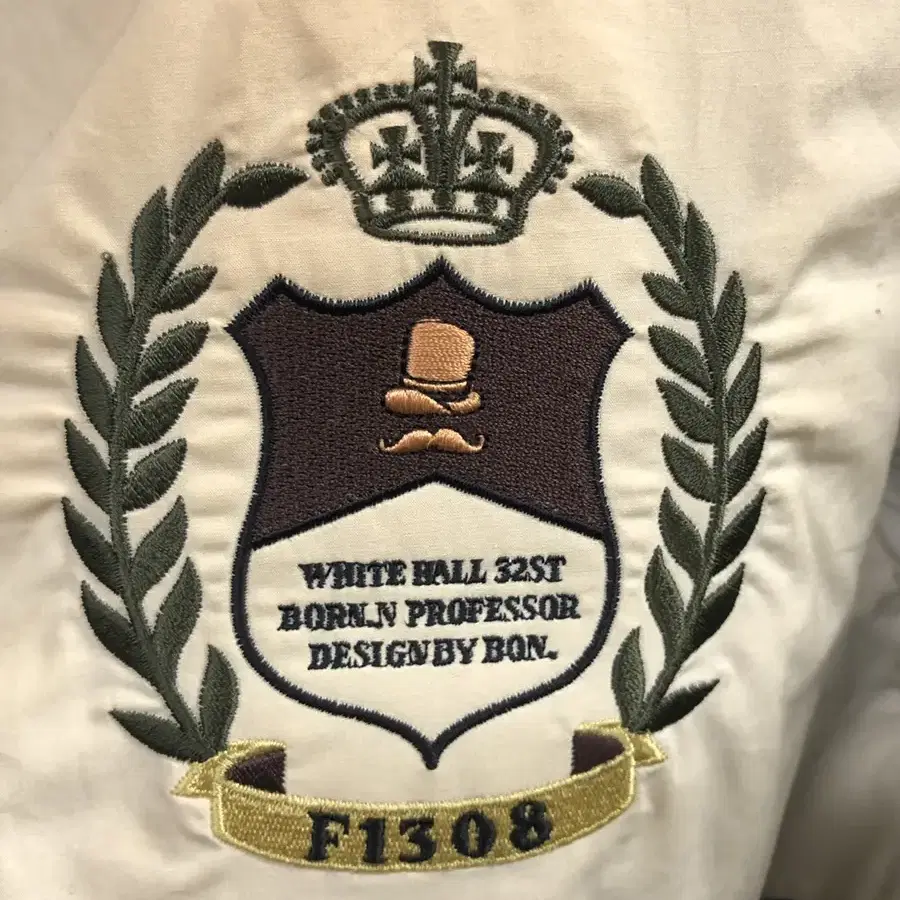 WHITE HALL 32ST
BORN.N PROFESSOR
DESIGN BY BON.
F1308